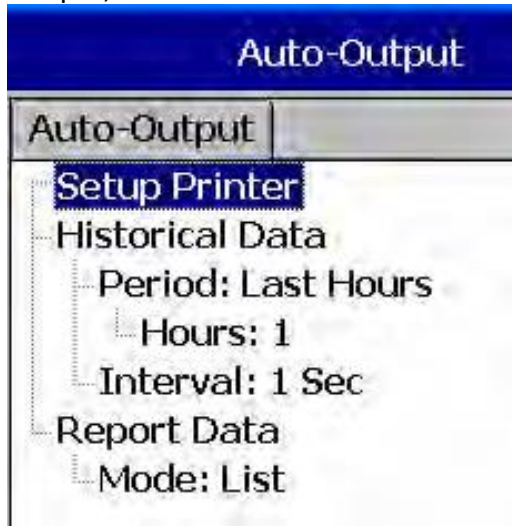 Auto-Output
Auto-Output
Setup Printer
Historical Data
Period: Last Hours
Hours: 1
Interval: 1 Sec
Report Data
Mode: List